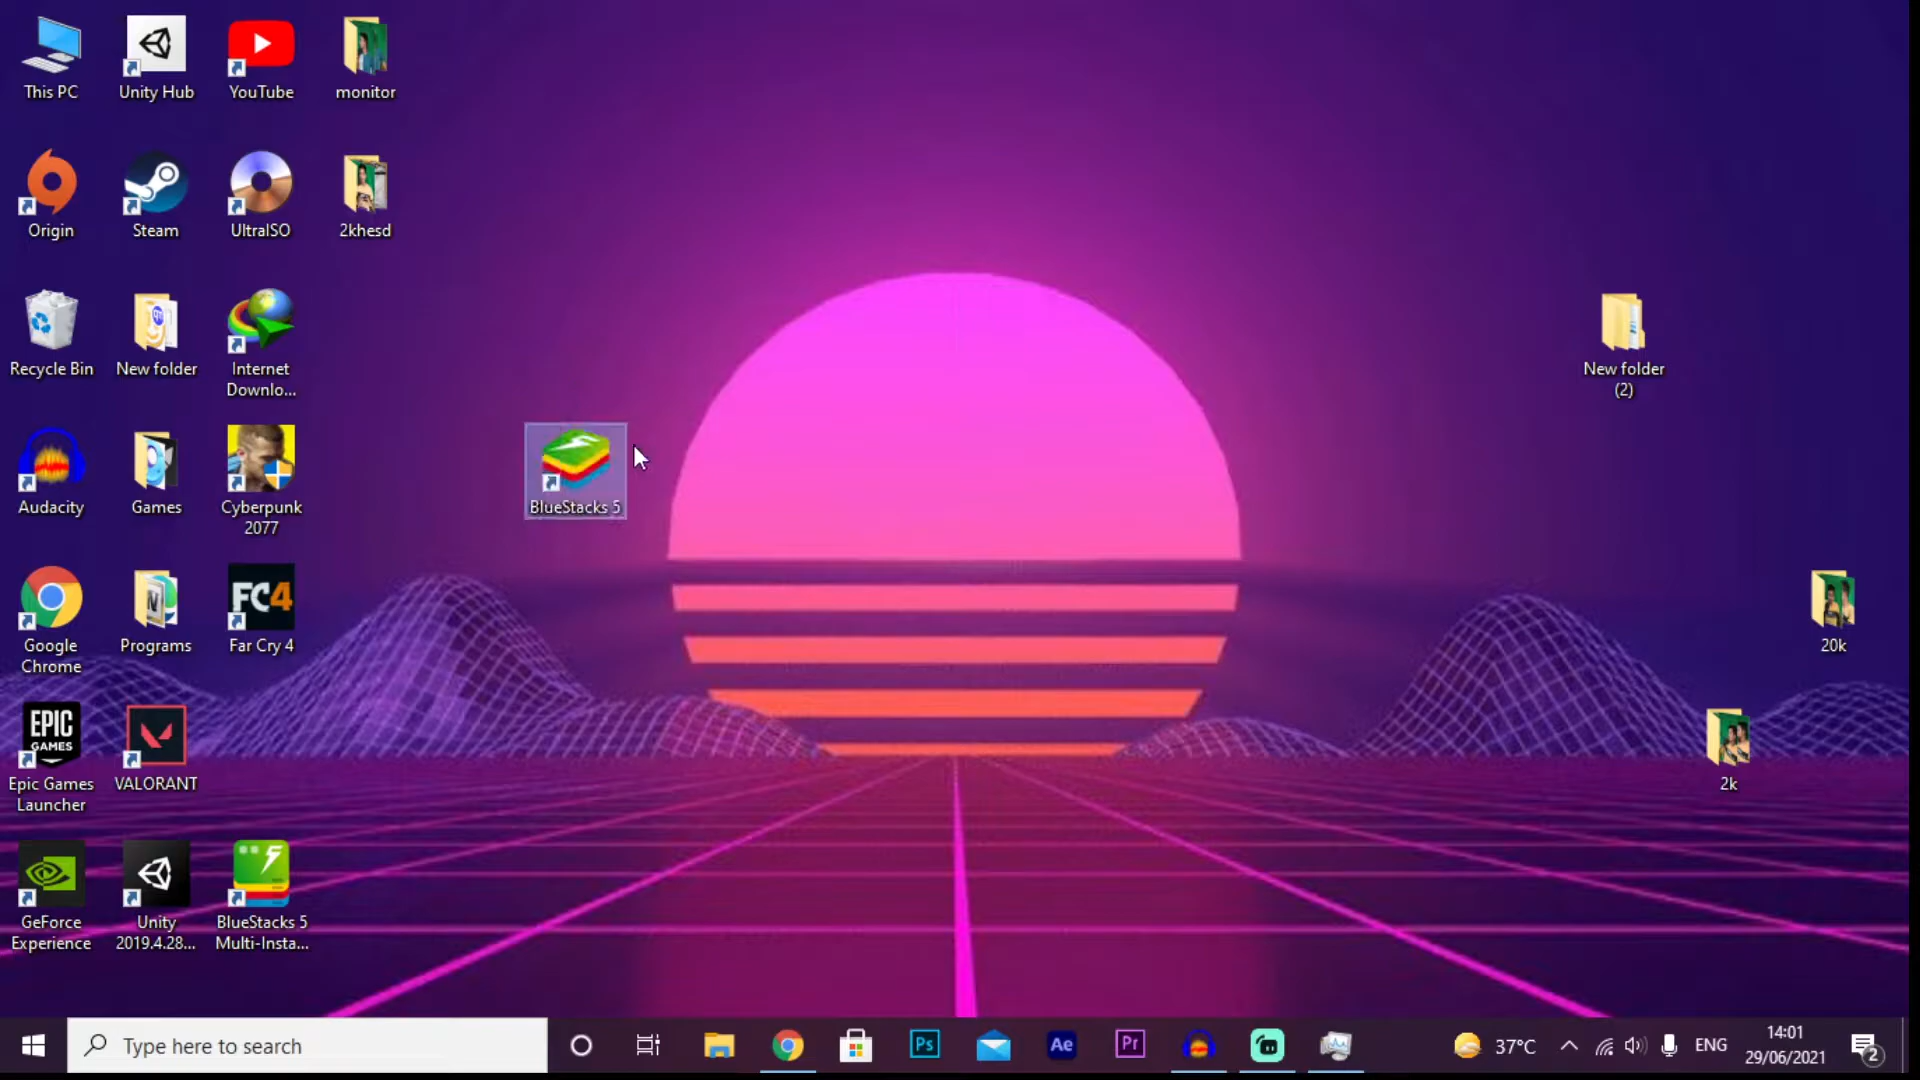 This PC
Unity Hub
YouTube
monitor
Origin
Steam
UltraISO
2khesd
Recycle Bin
New folder
Internet
Downlo...
New folder
(2)
Audacity
Games
Cyberpunk
2077
BlueStacks 5
Google
Chrome
Programs
FC4
Far Cry 4
20k
EPIC
GAMES
Epic Games
Launcher
VALORANT
2k
GeForce
Experience
Unity
2019.4.28...
BlueStacks 5
Multi-Insta...
Type here to search
Ps
Ae
Pr
37°C
ENG
14:01
29/06/2021
2